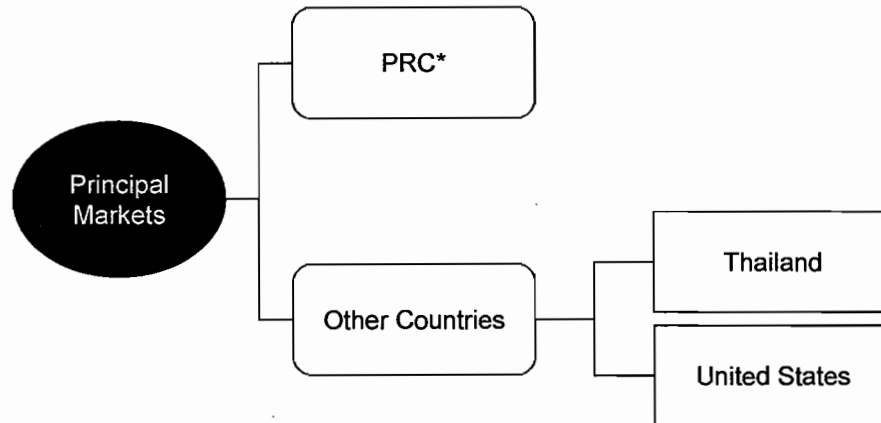 PRC*
Principal
Markets
Thailand
Other Countries
United States